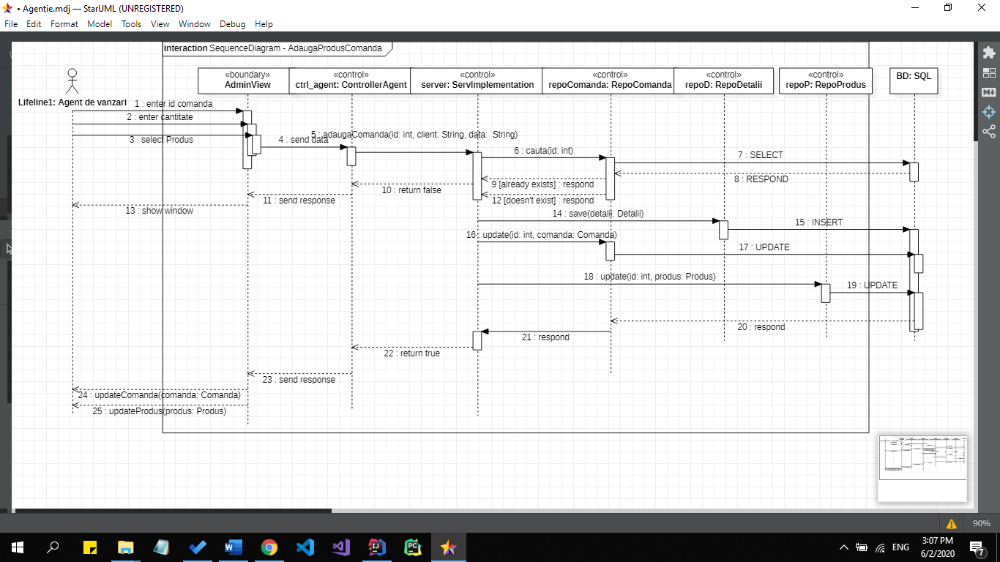 • Agentie.mdj — StarUML (UNREGISTERED)
File Edit Format Model Tools View Window Debug Help
interaction SequenceDiagram - AdaugaProdusComanda
«boundary»
AdminView
«control»
ctrl_agent: ControllerAgent
«control»
server: ServImplementation
«control»
repoComanda: RepoComanda
«control»
repoD: RepoDetalii
«control»
repoP: RepoProdus
BD: SQL
Lifeline1: Agent de vanzari
1 : enter id comanda
2 : enter cantitate
3 : select Produs
4 : send data
5 : adaugaComanda(id: int, client: String, data: String)
6 : cauta(id: int)
7 : SELECT
8 : RESPOND
9 [already exists] : respond
10 : return false
11 : send response
12 [doesn't exist] : respond
13 : show window
14 : save(detalii: Detalii)
15 : INSERT
16 : update(id: int, comanda: Comanda)
17 : UPDATE
18 : update(id: int, produs: Produs)
19 : UPDATE
20 : respond
21 : respond
22 : return true
23 : send response
24 : updateComanda(comanda: Comanda)
25 : updateProdus(produs: Produs)
90%
ENG
3:07 PM
6/2/2020
7